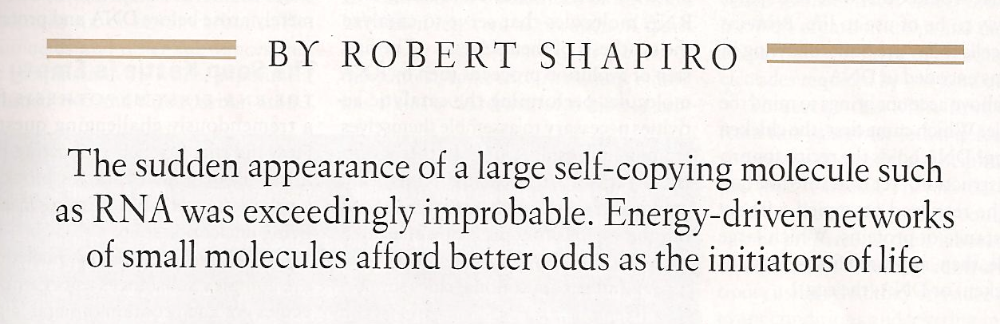 BY ROBERT SHAPIRO
The sudden appearance of a large self-copying molecule such
as RNA was exceedingly improbable. Energy-driven networks
of small molecules afford better odds as the initiators of life